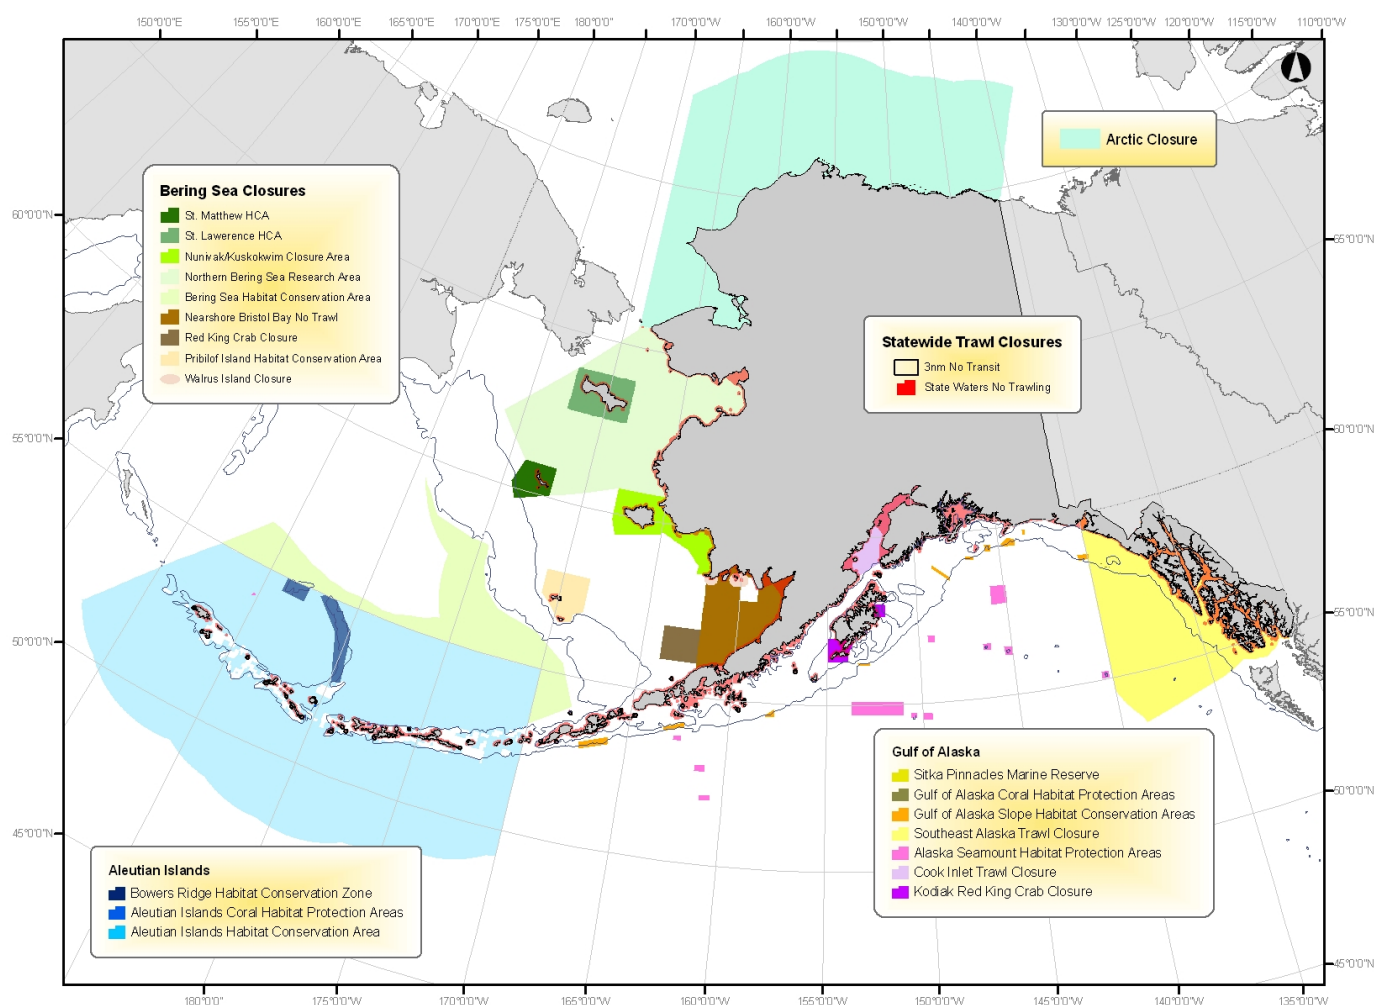 150°0'0"E 155°0'0"E 160°0'0"E 165°0'0"E 170°0'0"E 175°0'0"E 180°0'0" 170°0'0"W 160°0'0"W 150°0'0"W 140°0'0"W 130°0'0"W 125°0'0"W 120°0'0"W 115°0'0"W 110°0'0"W
Arctic Closure
Bering Sea Closures
St. Matthew HCA
St. Lawerence HCA
Nunivak/Kuskokwim Closure Area
Northern Bering Sea Research Area
Bering Sea Habitat Conservation Area
Nearshore Bristol Bay No Trawl
Red King Crab Closure
Pribilof Island Habitat Conservation Area
Walrus Island Closure
60°0'0"N
65°0'0"N
Statewide Trawl Closures
3nm No Transit
State Waters No Trawling
55°0'0"N
60°0'0"N
50°0'0"N
55°0'0"N
45°0'0"N
50°0'0"N
Gulf of Alaska
Sitka Pinnacles Marine Reserve
Gulf of Alaska Coral Habitat Protection Areas
Gulf of Alaska Slope Habitat Conservation Areas
Southeast Alaska Trawl Closure
Alaska Seamount Habitat Protection Areas
Cook Inlet Trawl Closure
Kodiak Red King Crab Closure
Aleutian Islands
Bowers Ridge Habitat Conservation Zone
Aleutian Islands Coral Habitat Protection Areas
Aleutian Islands Habitat Conservation Area
45°0'0"N
180°0'0" 175°0'0"W 170°0'0"W 165°0'0"W 160°0'0"W 155°0'0"W 150°0'0"W 145°0'0"W 140°0'0"W 135°0'0"W